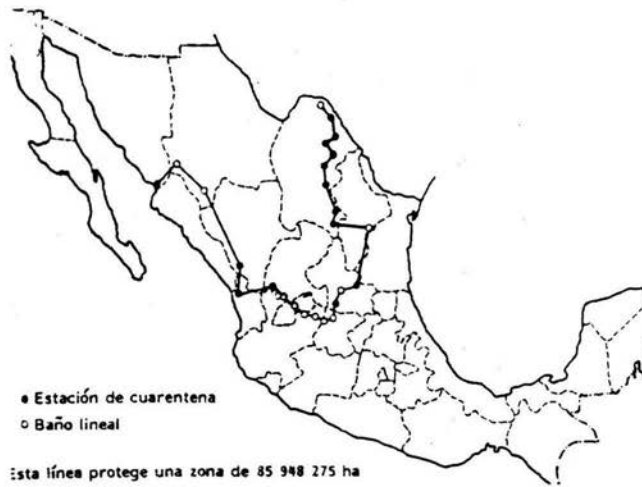 • Estación de cuarentena
○ Baño lineal
Esta línea protege una zona de 85 948 275 ha